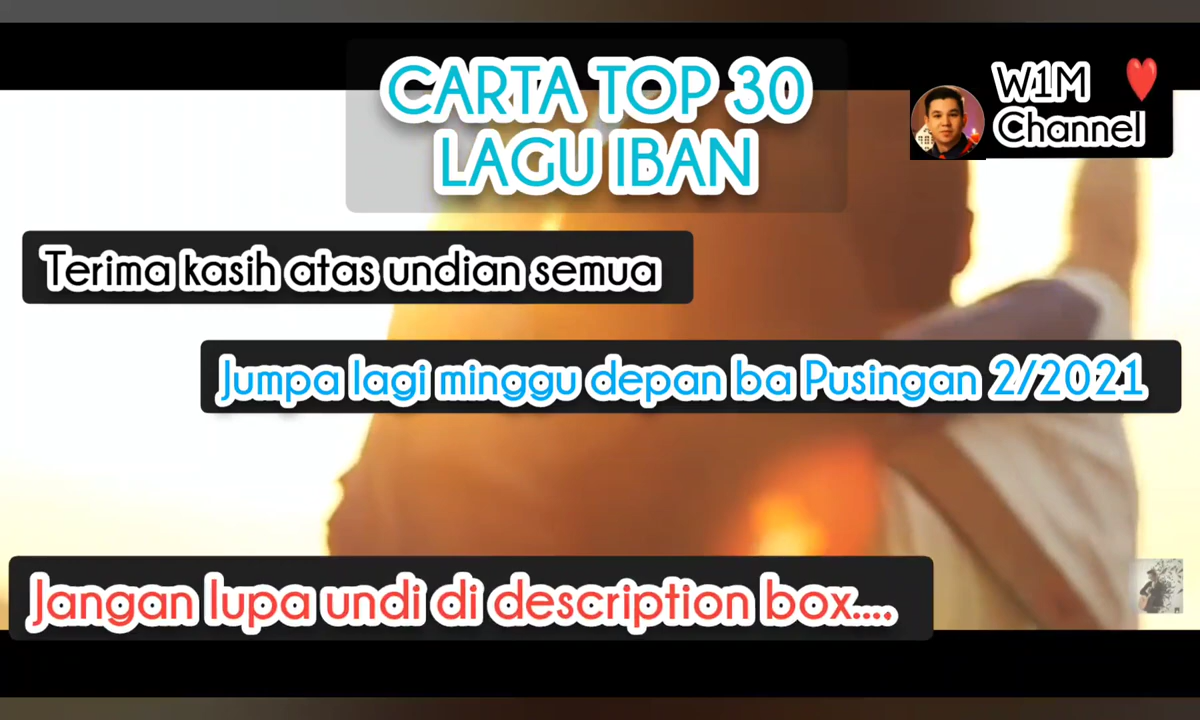 CARTA TOP 30
LAGU IBAN
W1M
Channel
Terima kasih atas undian semua
Jumpa lagi minggu depan ba Pusingan 2/2021
Jangan lupa undi di description box....